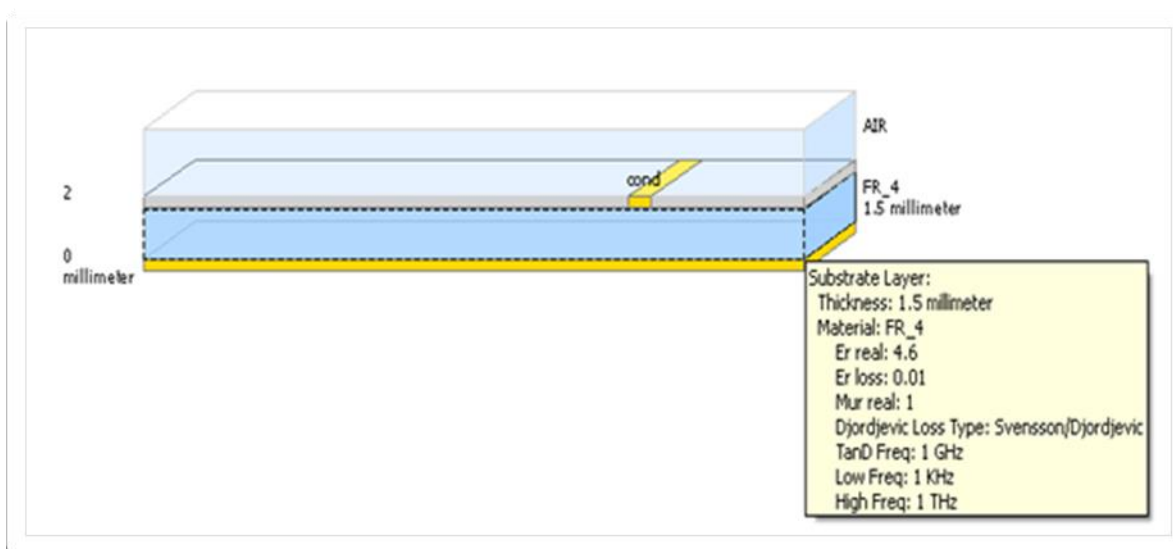 AIR
cond
2
FR_4
1.5 millimeter
0
millimeter
Substrate Layer:
Thickness: 1.5 millimeter
Material: FR_4
Er real: 4.6
Er loss: 0.01
Mur real: 1
Djordjevic Loss Type: Svensson/Djordjevic
TanD Freq: 1 GHz
Low Freq: 1 KHz
High Freq: 1 THz